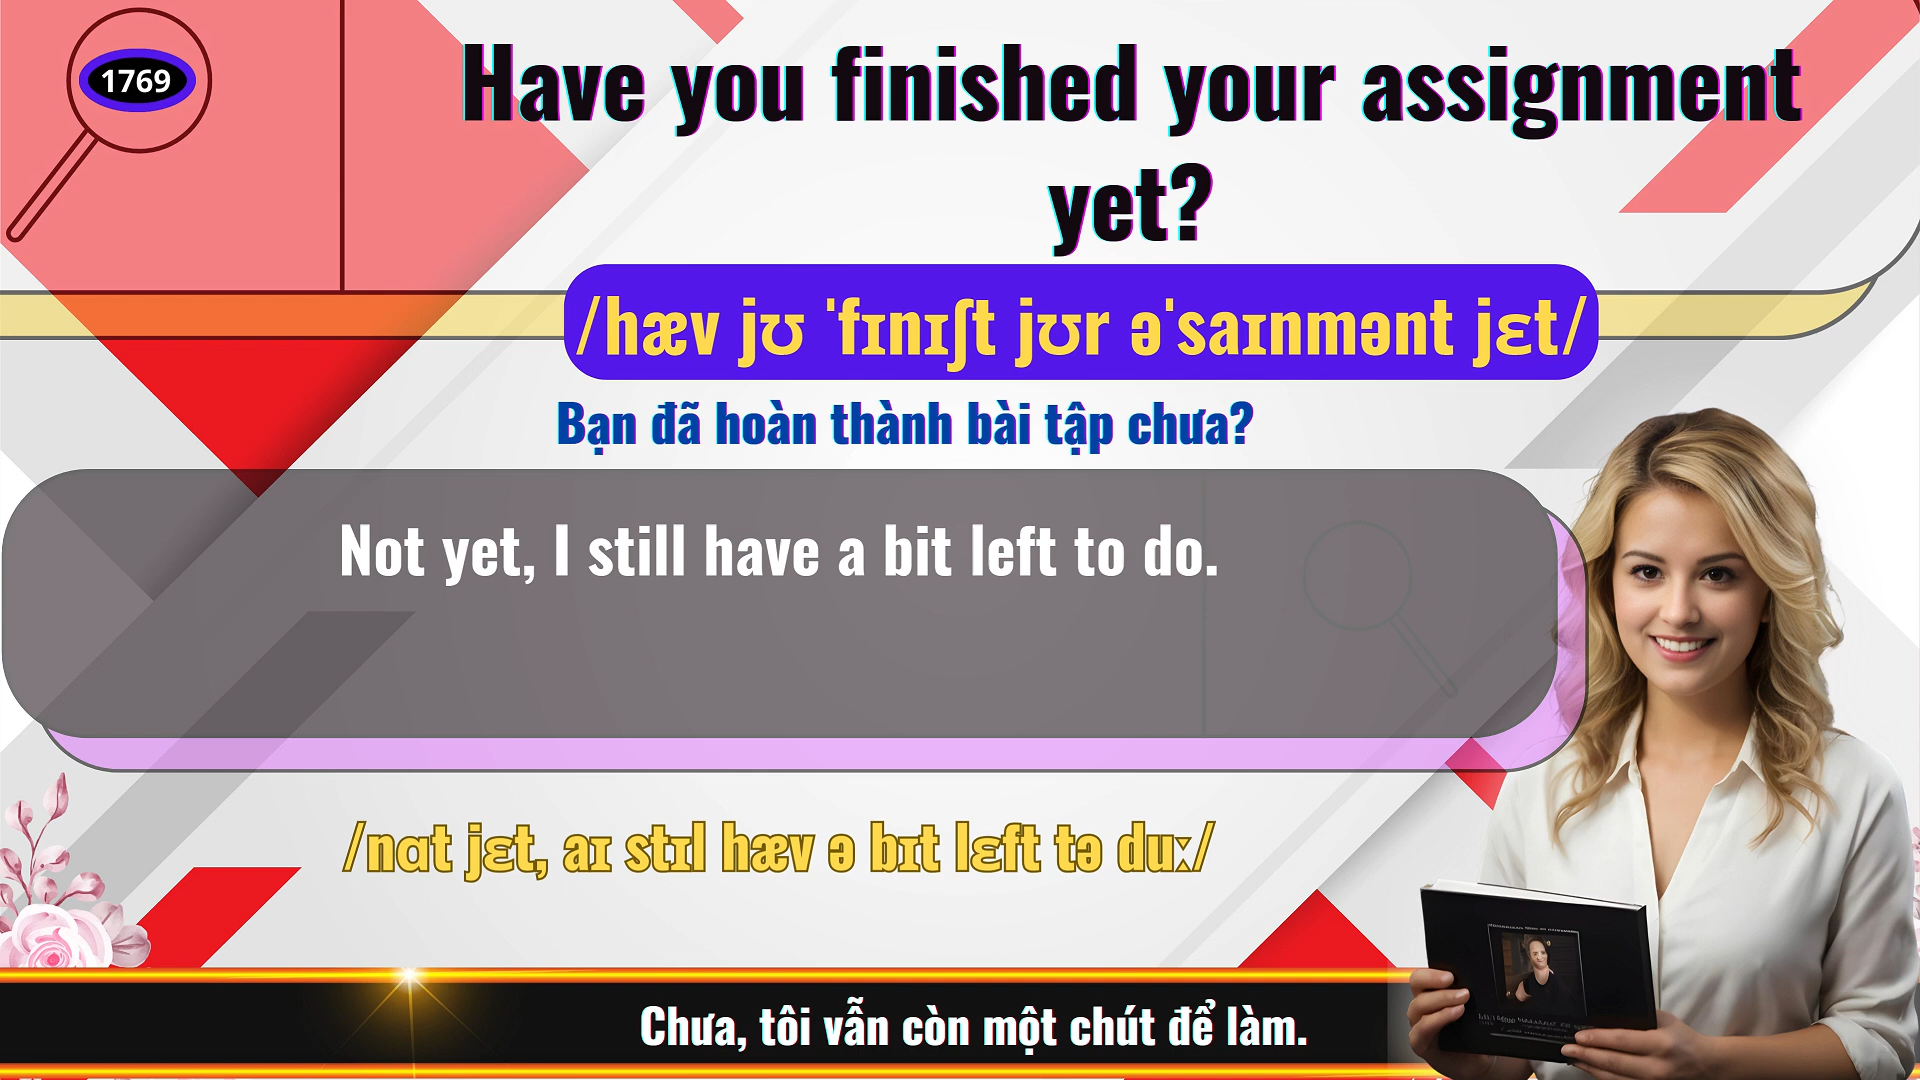 1769
Have you finished your assignment
yet?
/hæv jʊ ˈfɪnɪʃt jʊr əˈsaɪnmənt jɛt/
Bạn đã hoàn thành bài tập chưa?
Not yet, I still have a bit left to do.
/nɑt jɛt, aɪ stɪl hæv ə bɪt lɛft tə duː/
Chưa, tôi vẫn còn một chút để làm.